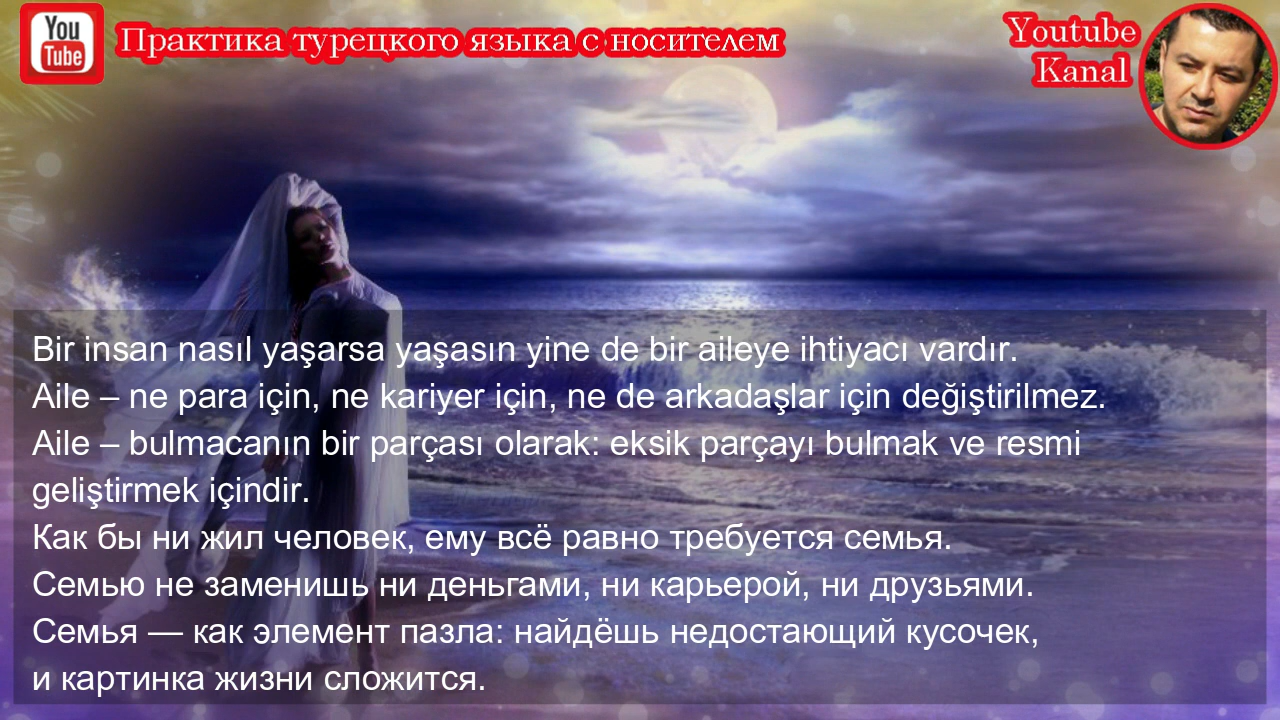 You
Tube
Практика турецкого языка с носителем
Youtube
Kanal
Bir insan nasıl yaşarsa yaşasın yine de bir aileye ihtiyacı vardır.
Aile – ne para için, ne kariyer için, ne de arkadaşlar için değiştirilmez.
Aile – bulmacanın bir parçası olarak: eksik parçayı bulmak ve resmi
geliştirmek içindir.
Как бы ни жил человек, ему всё равно требуется семья.
Семью не заменишь ни деньгами, ни карьерой, ни друзьями.
Семья — как элемент пазла: найдёшь недостающий кусочек,
и картинка жизни сложится.